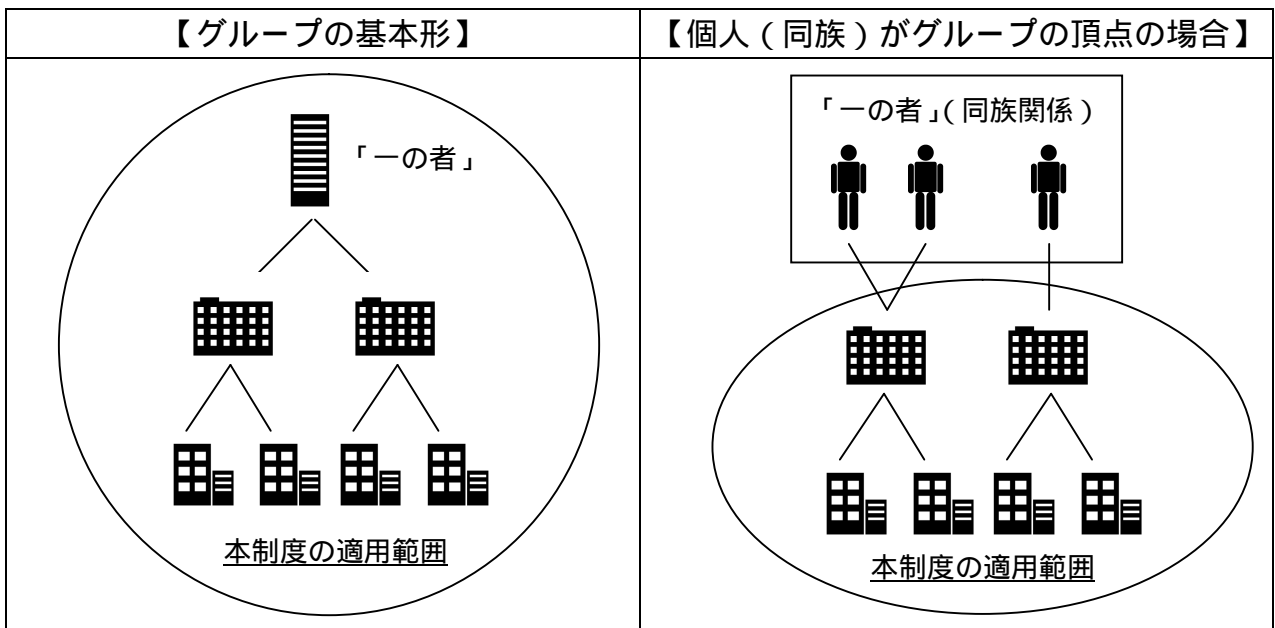 【グループの基本形】
【個人（同族）がグループの頂点の場合】
「一の者」
「一の者」（同族関係）
本制度の適用範囲
本制度の適用範囲